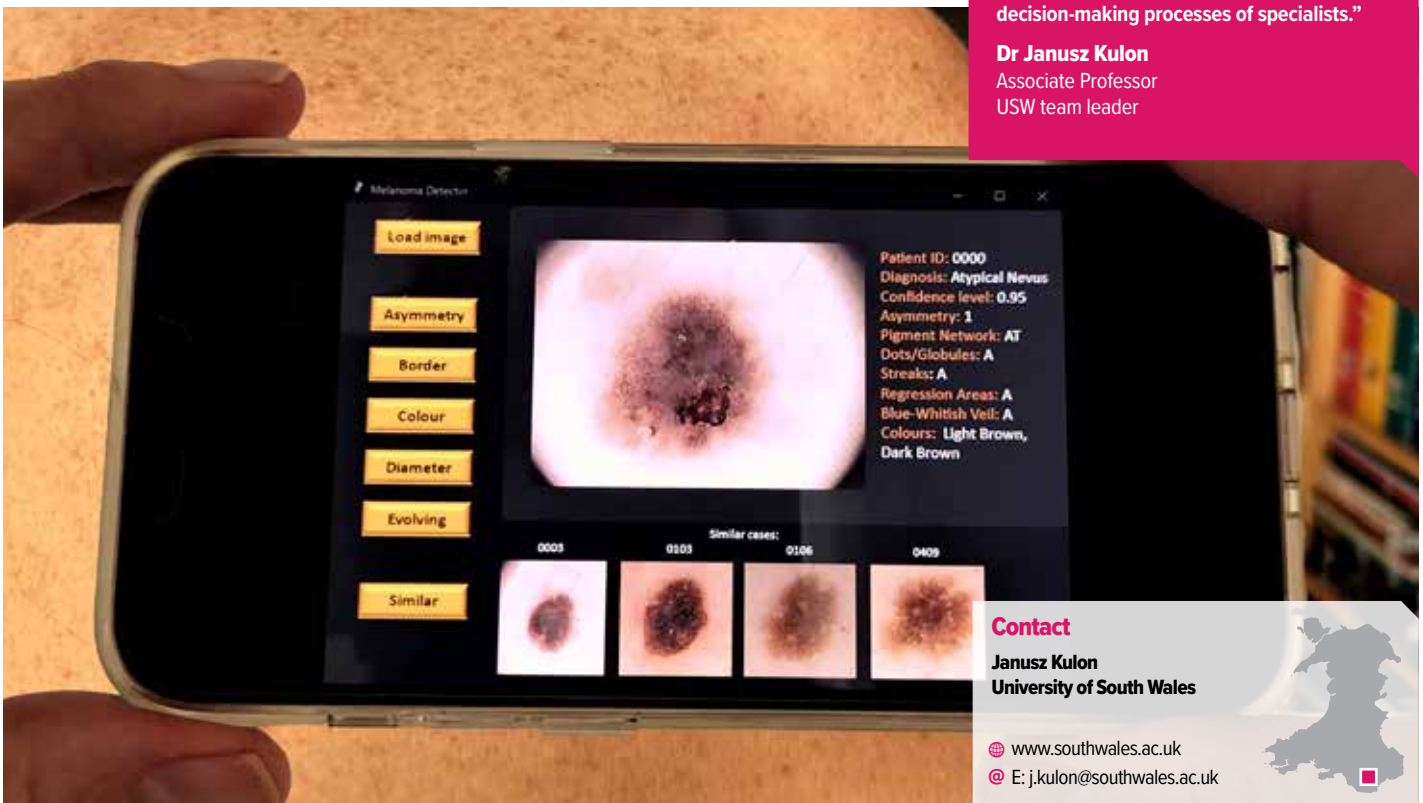 decision-making processes of specialists.”
Dr Janusz Kulon
Associate Professor
USW team leader
Melanoma Detector
Load image
Asymmetry
Border
Colour
Diameter
Evolving
Similar
Patient ID: 0000
Diagnosis: Atypical Nevus
Confidence level: 0.95
Asymmetry: 1
Pigment Network: AT
Dots/Globules: A
Streaks: A
Regression Areas: A
Blue-Whitish Veil: A
Colours: Light Brown,
Dark Brown
Similar cases:
0003 0103 0106 0409
Contact
Janusz Kulon
University of South Wales
www.southwales.ac.uk
@ E: j.kulon@southwales.ac.uk